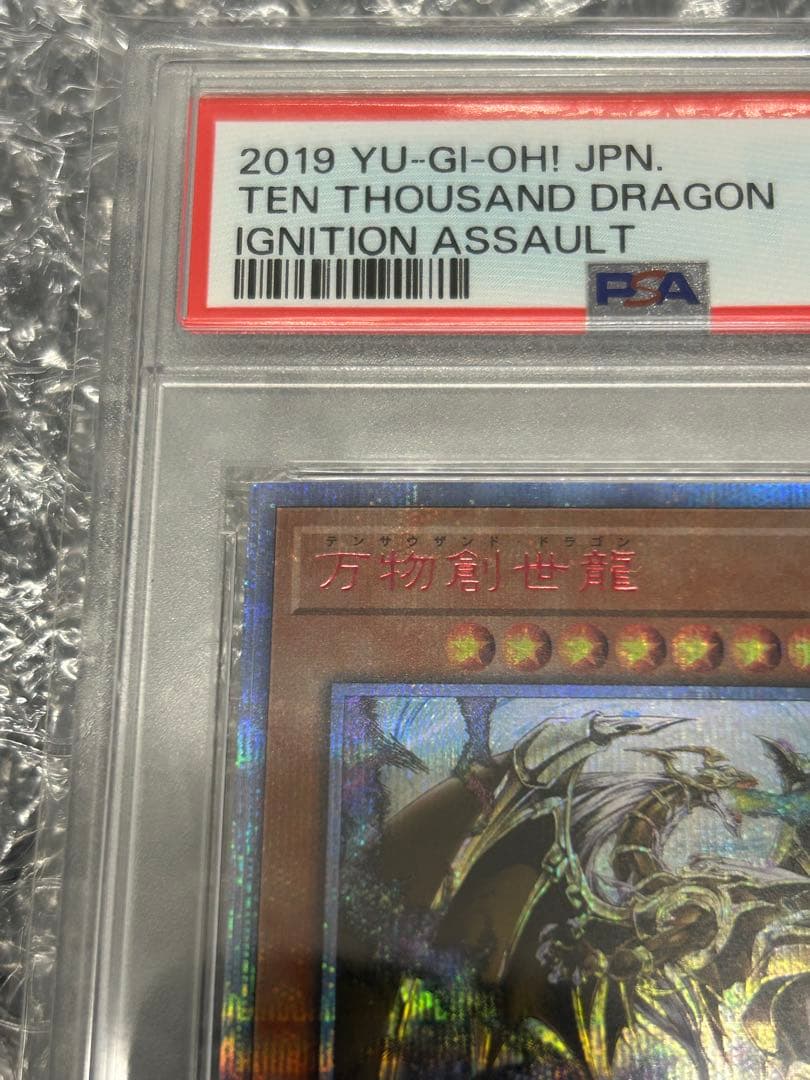 2019 YU-GI-OH! JPN.
TEN THOUSAND DRAGON
IGNITION ASSAULT
PSA
テンサウザンド・ドラゴン
万物創世龍